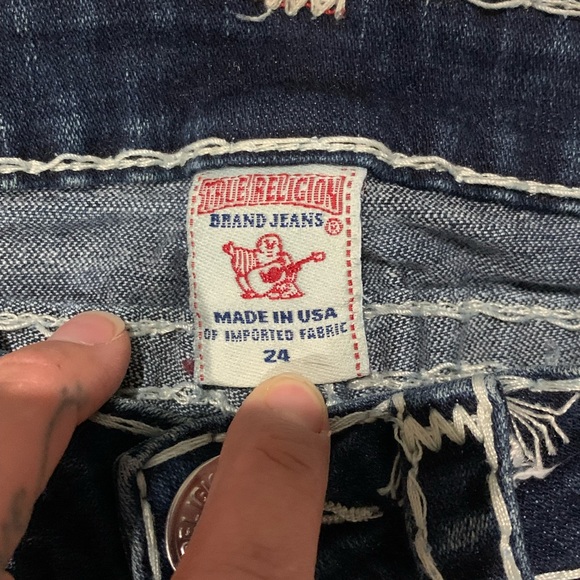 TRUE RELIGION
BRAND JEANS ®
MADE IN USA
OF IMPORTED FABRIC
24